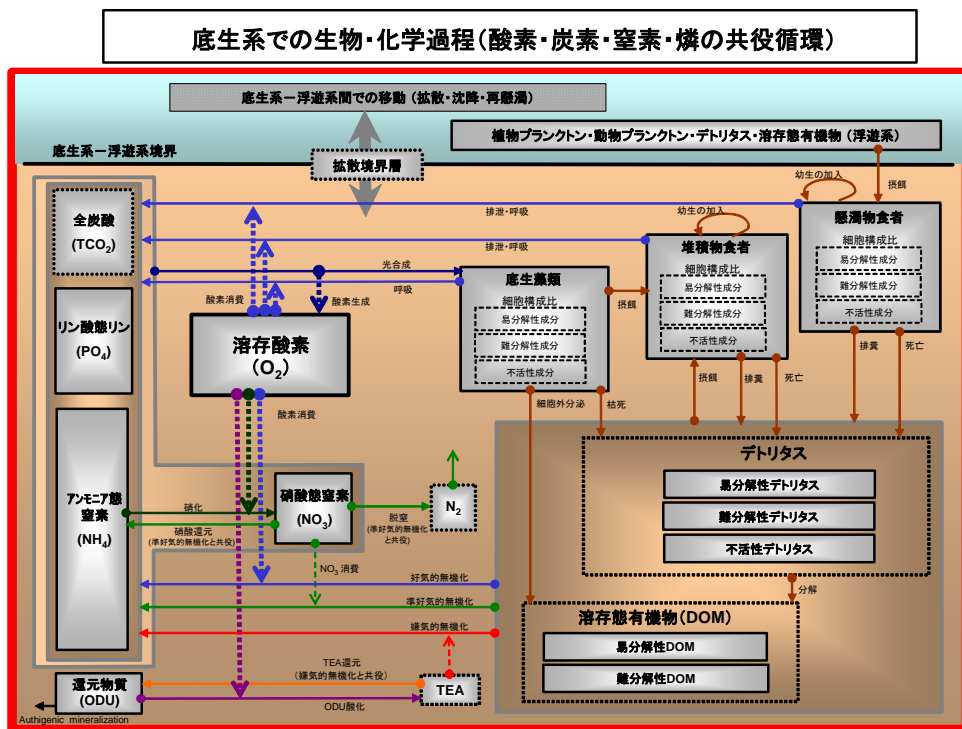 底生系での生物・化学過程（酸素・炭素・窒素・燐の共役循環）
底生系－浮遊系間での移動（拡散・沈降・再懸濁）
植物プランクトン・動物プランクトン・デトリタス・溶存態有機物（浮遊系）
底生系－浮遊系境界
拡散境界層
幼生の加入
摂餌
全炭酸
(TCO2)
排泄・呼吸
幼生の加入
懸濁物食者
細胞構成比
易分解性成分
難分解性成分
不活性成分
排泄・呼吸
堆積物食者
細胞構成比
易分解性成分
難分解性成分
不活性成分
光合成
呼吸
底生藻類
細胞構成比
易分解性成分
難分解性成分
不活性成分
摂餌
酸素消費
酸素生成
リン酸態リン
(PO4)
溶存酸素
(O2)
排糞
死亡
摂餌
排糞
死亡
細胞外分泌
枯死
酸素消費
アンモニア態
窒素
(NH4)
硝化
硝酸還元
(準好気的無機化と共役)
硝酸態窒素
(NO3)
脱窒
(準好気的無機化
と共役)
N2
デトリタス
易分解性デトリタス
難分解性デトリタス
不活性デトリタス
NO3 消費
好気的無機化
準好気的無機化
嫌気的無機化
分解
溶存態有機物(DOM)
易分解性DOM
難分解性DOM
還元物質
(ODU)
TEA還元
(嫌気的無機化と共役)
TEA
ODU酸化
Authigenic mineralization